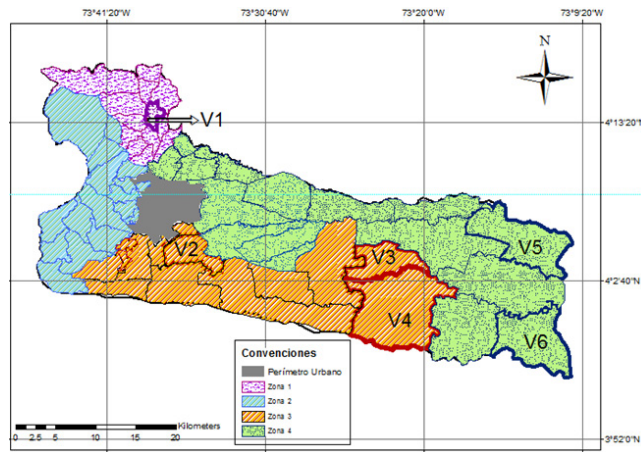 73°41'20"W 73°30'40"W 73°20'0"W 73°9'20"W
N
4°13'20"N
V1
V2
V3
V4
V5
V6
4°2'40"N
3°52'0"N
Convenciones
Perímetro Urbano
Zona 1
Zona 2
Zona 3
Zona 4
Kilometers
0 2.5 5 10 15 20